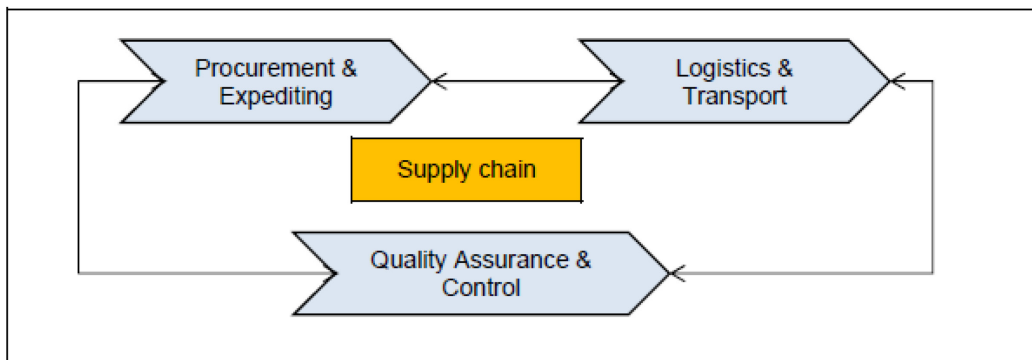 Procurement &
Expediting
Logistics &
Transport
Supply chain
Quality Assurance &
Control